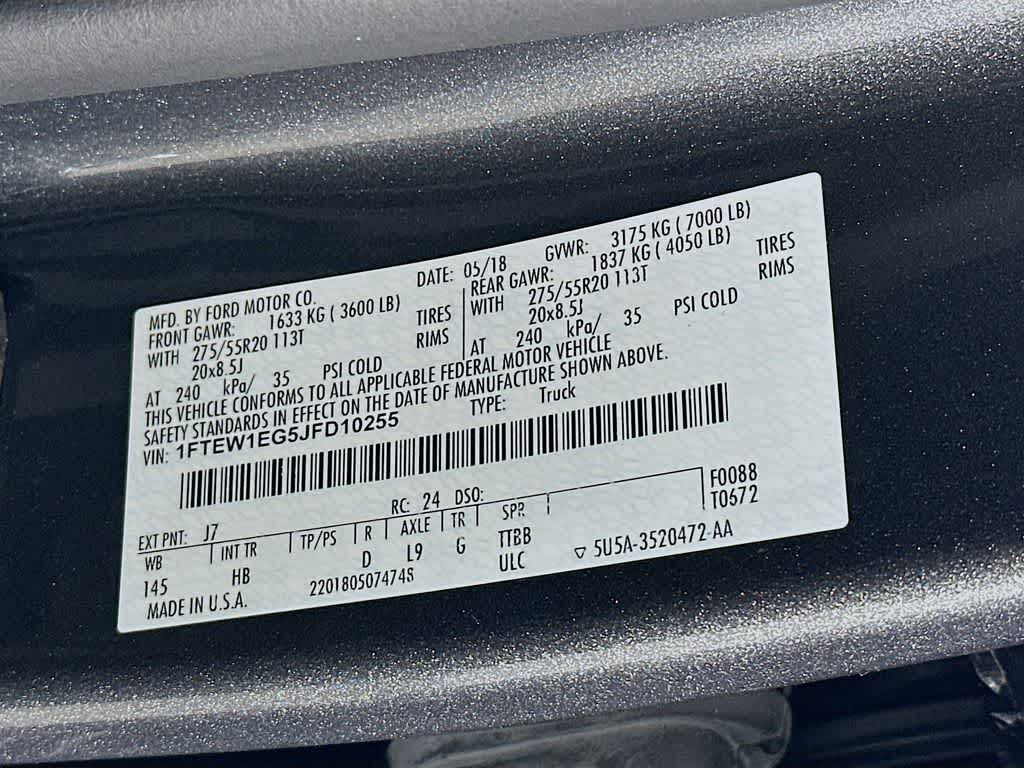 MFD. BY FORD MOTOR CO. DATE: 05/18 GVWR: 3175 KG ( 7000 LB)
FRONT GAWR: 1633 KG ( 3600 LB) REAR GAWR: 1837 KG ( 4050 LB)
WITH 275/55R20 113T TIRES WITH 275/55R20 113T TIRES
20x8.5J RIMS 20x8.5J RIMS
AT 240 kPa/ 35 PSI COLD AT 240 kPa/ 35 PSI COLD
THIS VEHICLE CONFORMS TO ALL APPLICABLE FEDERAL MOTOR VEHICLE
SAFETY STANDARDS IN EFFECT ON THE DATE OF MANUFACTURE SHOWN ABOVE.
VIN: 1FTEW1EG5JFD10255 TYPE: Truck
EXT PNT: J7 RC: 24 DSO: F0088
WB INT TR TP/PS R AXLE TR SPR T0672
145 HB D L9 G TTBB
ULC ▽ 5U5A-3520472-AA
MADE IN U.S.A. 22018050747​48